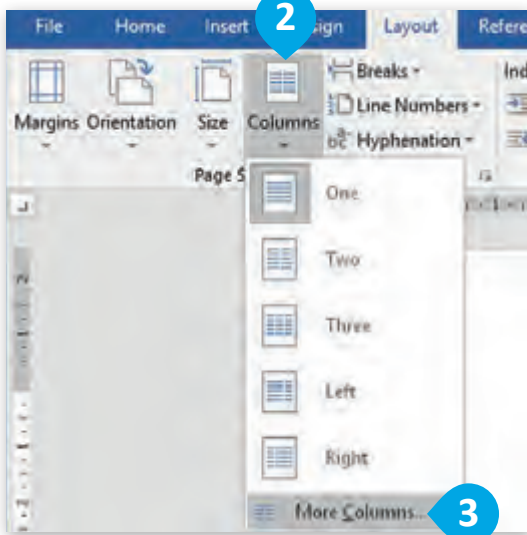 2
File Home Insert sign Layout Refere
Breaks
Ind
Line Numbers
Margins Orientation Size Columns
Hyphenation
Page S
One
Two
Three
Left
Right
More Columns...
3